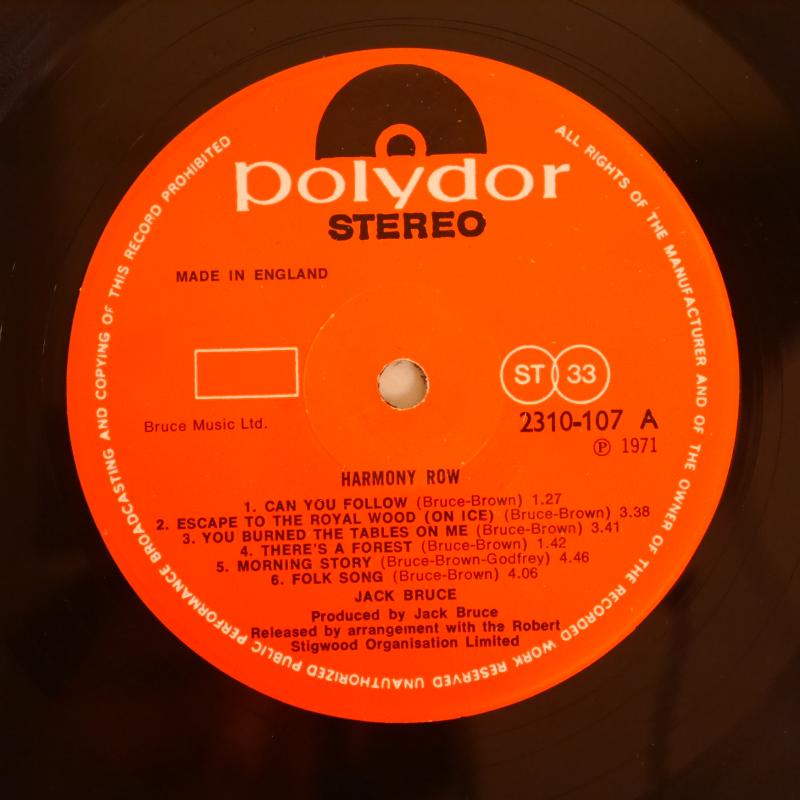 polydor
STEREO
MADE IN ENGLAND
ST 33
Bruce Music Ltd.
2310-107 A
℗ 1971
HARMONY ROW
1. CAN YOU FOLLOW (Bruce-Brown) 1.27
2. ESCAPE TO THE ROYAL WOOD (ON ICE) (Bruce-Brown) 3.38
3. YOU BURNED THE TABLES ON ME (Bruce-Brown) 3.41
4. THERE'S A FOREST (Bruce-Brown) 1.42
5. MORNING STORY (Bruce-Brown-Godfrey) 4.46
6. FOLK SONG (Bruce-Brown) 4.06
JACK BRUCE
Produced by Jack Bruce
Released by arrangement with the Robert
Stigwood Organisation Limited
ALL RIGHTS OF THE MANUFACTURER AND OF THE OWNER OF THE RECORDED WORK RESERVED UNAUTHORIZED PUBLIC PERFORMANCE BROADCASTING AND COPYING OF THIS RECORD PROHIBITED